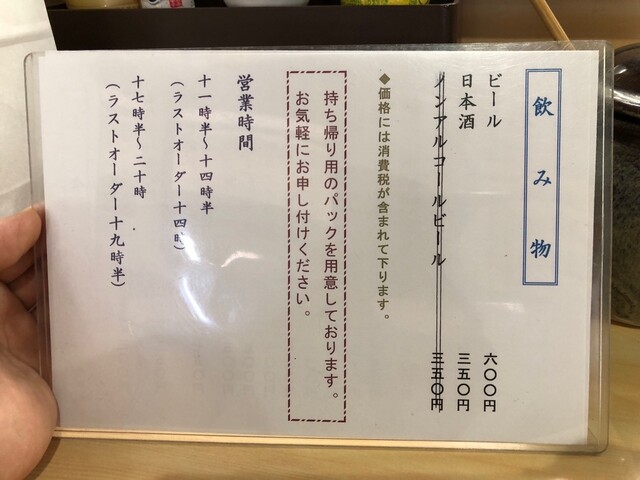 飲み物
ビール 六〇〇円
日本酒 三五〇円
ノンアルコールビール 三五〇円
◆価格には消費税が含まれて下ります。
持ち帰り用のパックを用意しております。
お気軽にお申し付けください。
営業時間
十一時半～十四時半
（ラストオーダー十四時）
十七時半～二十時
（ラストオーダー十九時半）